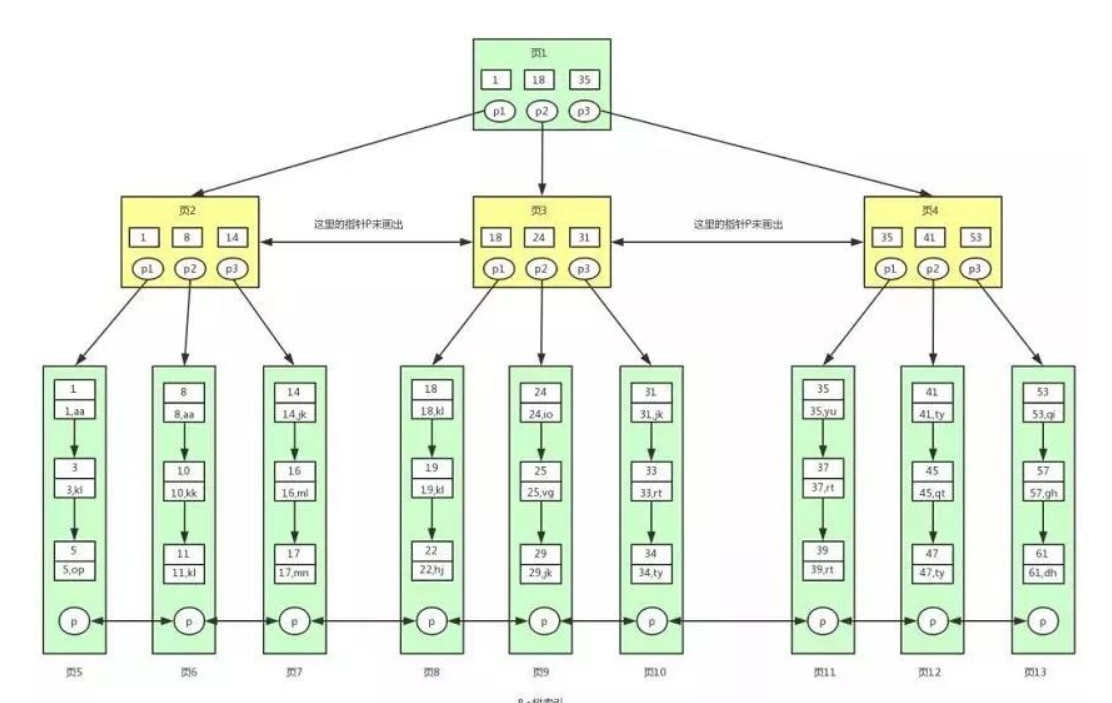 页1
1 18 35
p1 p2 p3
页2 这里的指针P未画出 页3 这里的指针P未画出 页4
1 8 14 18 24 31 35 41 53
p1 p2 p3 p1 p2 p3 p1 p2 p3
1 8 14 18 24 31 35 41 53
1,aa 8,aa 14,jk 18,kl 24,io 31,jk 35,yu 41,ty 53,qi
3 10 16 19 25 33 37 45 57
3,kl 10,kk 16,ml 19,kl 25,vg 33,rt 37,rt 45,qt 57,gh
5 11 17 22 29 34 39 47 61
5,op 11,kl 17,mn 22,hj 29,jk 34,ty 39,rt 47,ty 61,dh
p p p p p p p p p
页5 页6 页7 页8 页9 页10 页11 页12 页13